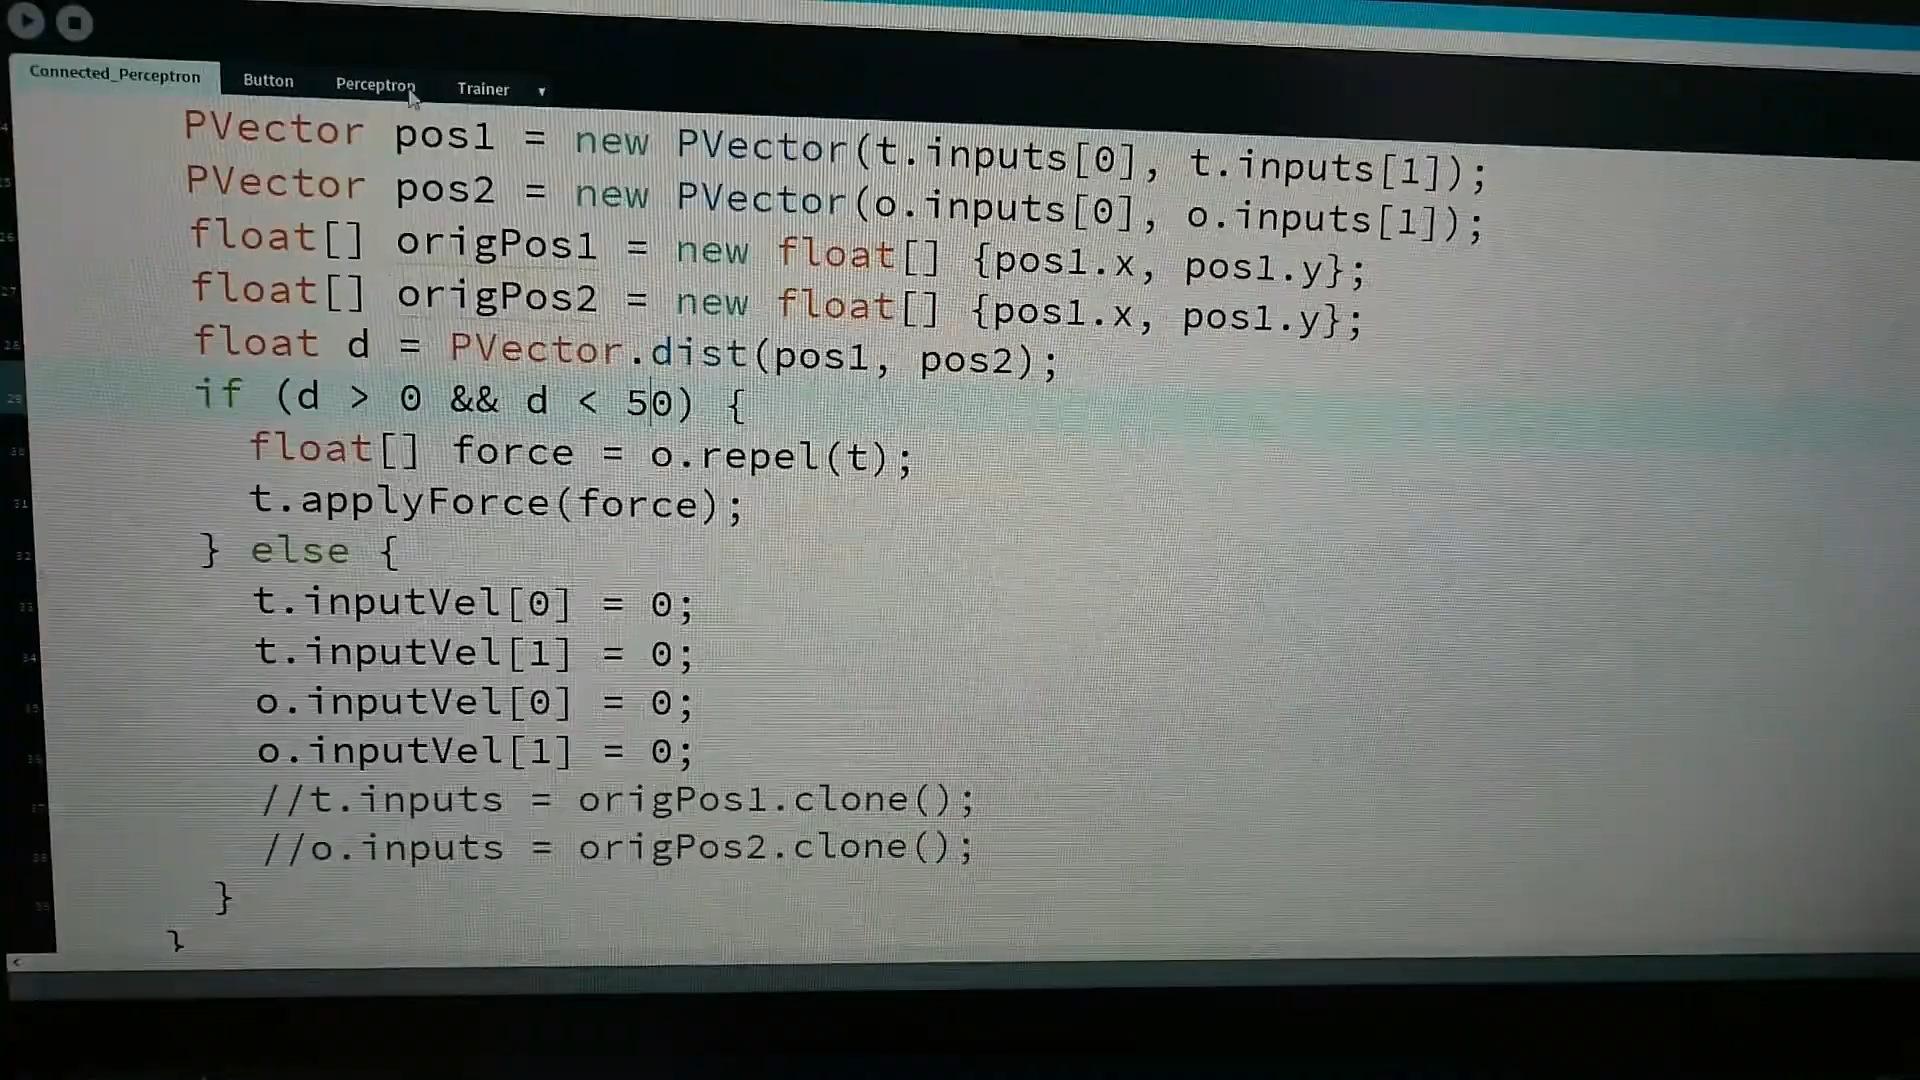 Connected_Perceptron Button Perceptron Trainer ▼
PVector pos1 = new PVector(t.inputs[0], t.inputs[1]);
PVector pos2 = new PVector(o.inputs[0], o.inputs[1]);
float[] origPos1 = new float[] {pos1.x, pos1.y};
float[] origPos2 = new float[] {pos1.x, pos1.y};
float d = PVector.dist(pos1, pos2);
if (d > 0 && d < 50) {
float[] force = o.repel(t);
t.applyForce(force);
} else {
t.inputVel[0] = 0;
t.inputVel[1] = 0;
o.inputVel[0] = 0;
o.inputVel[1] = 0;
//t.inputs = origPos1.clone();
//o.inputs = origPos2.clone();
}
}